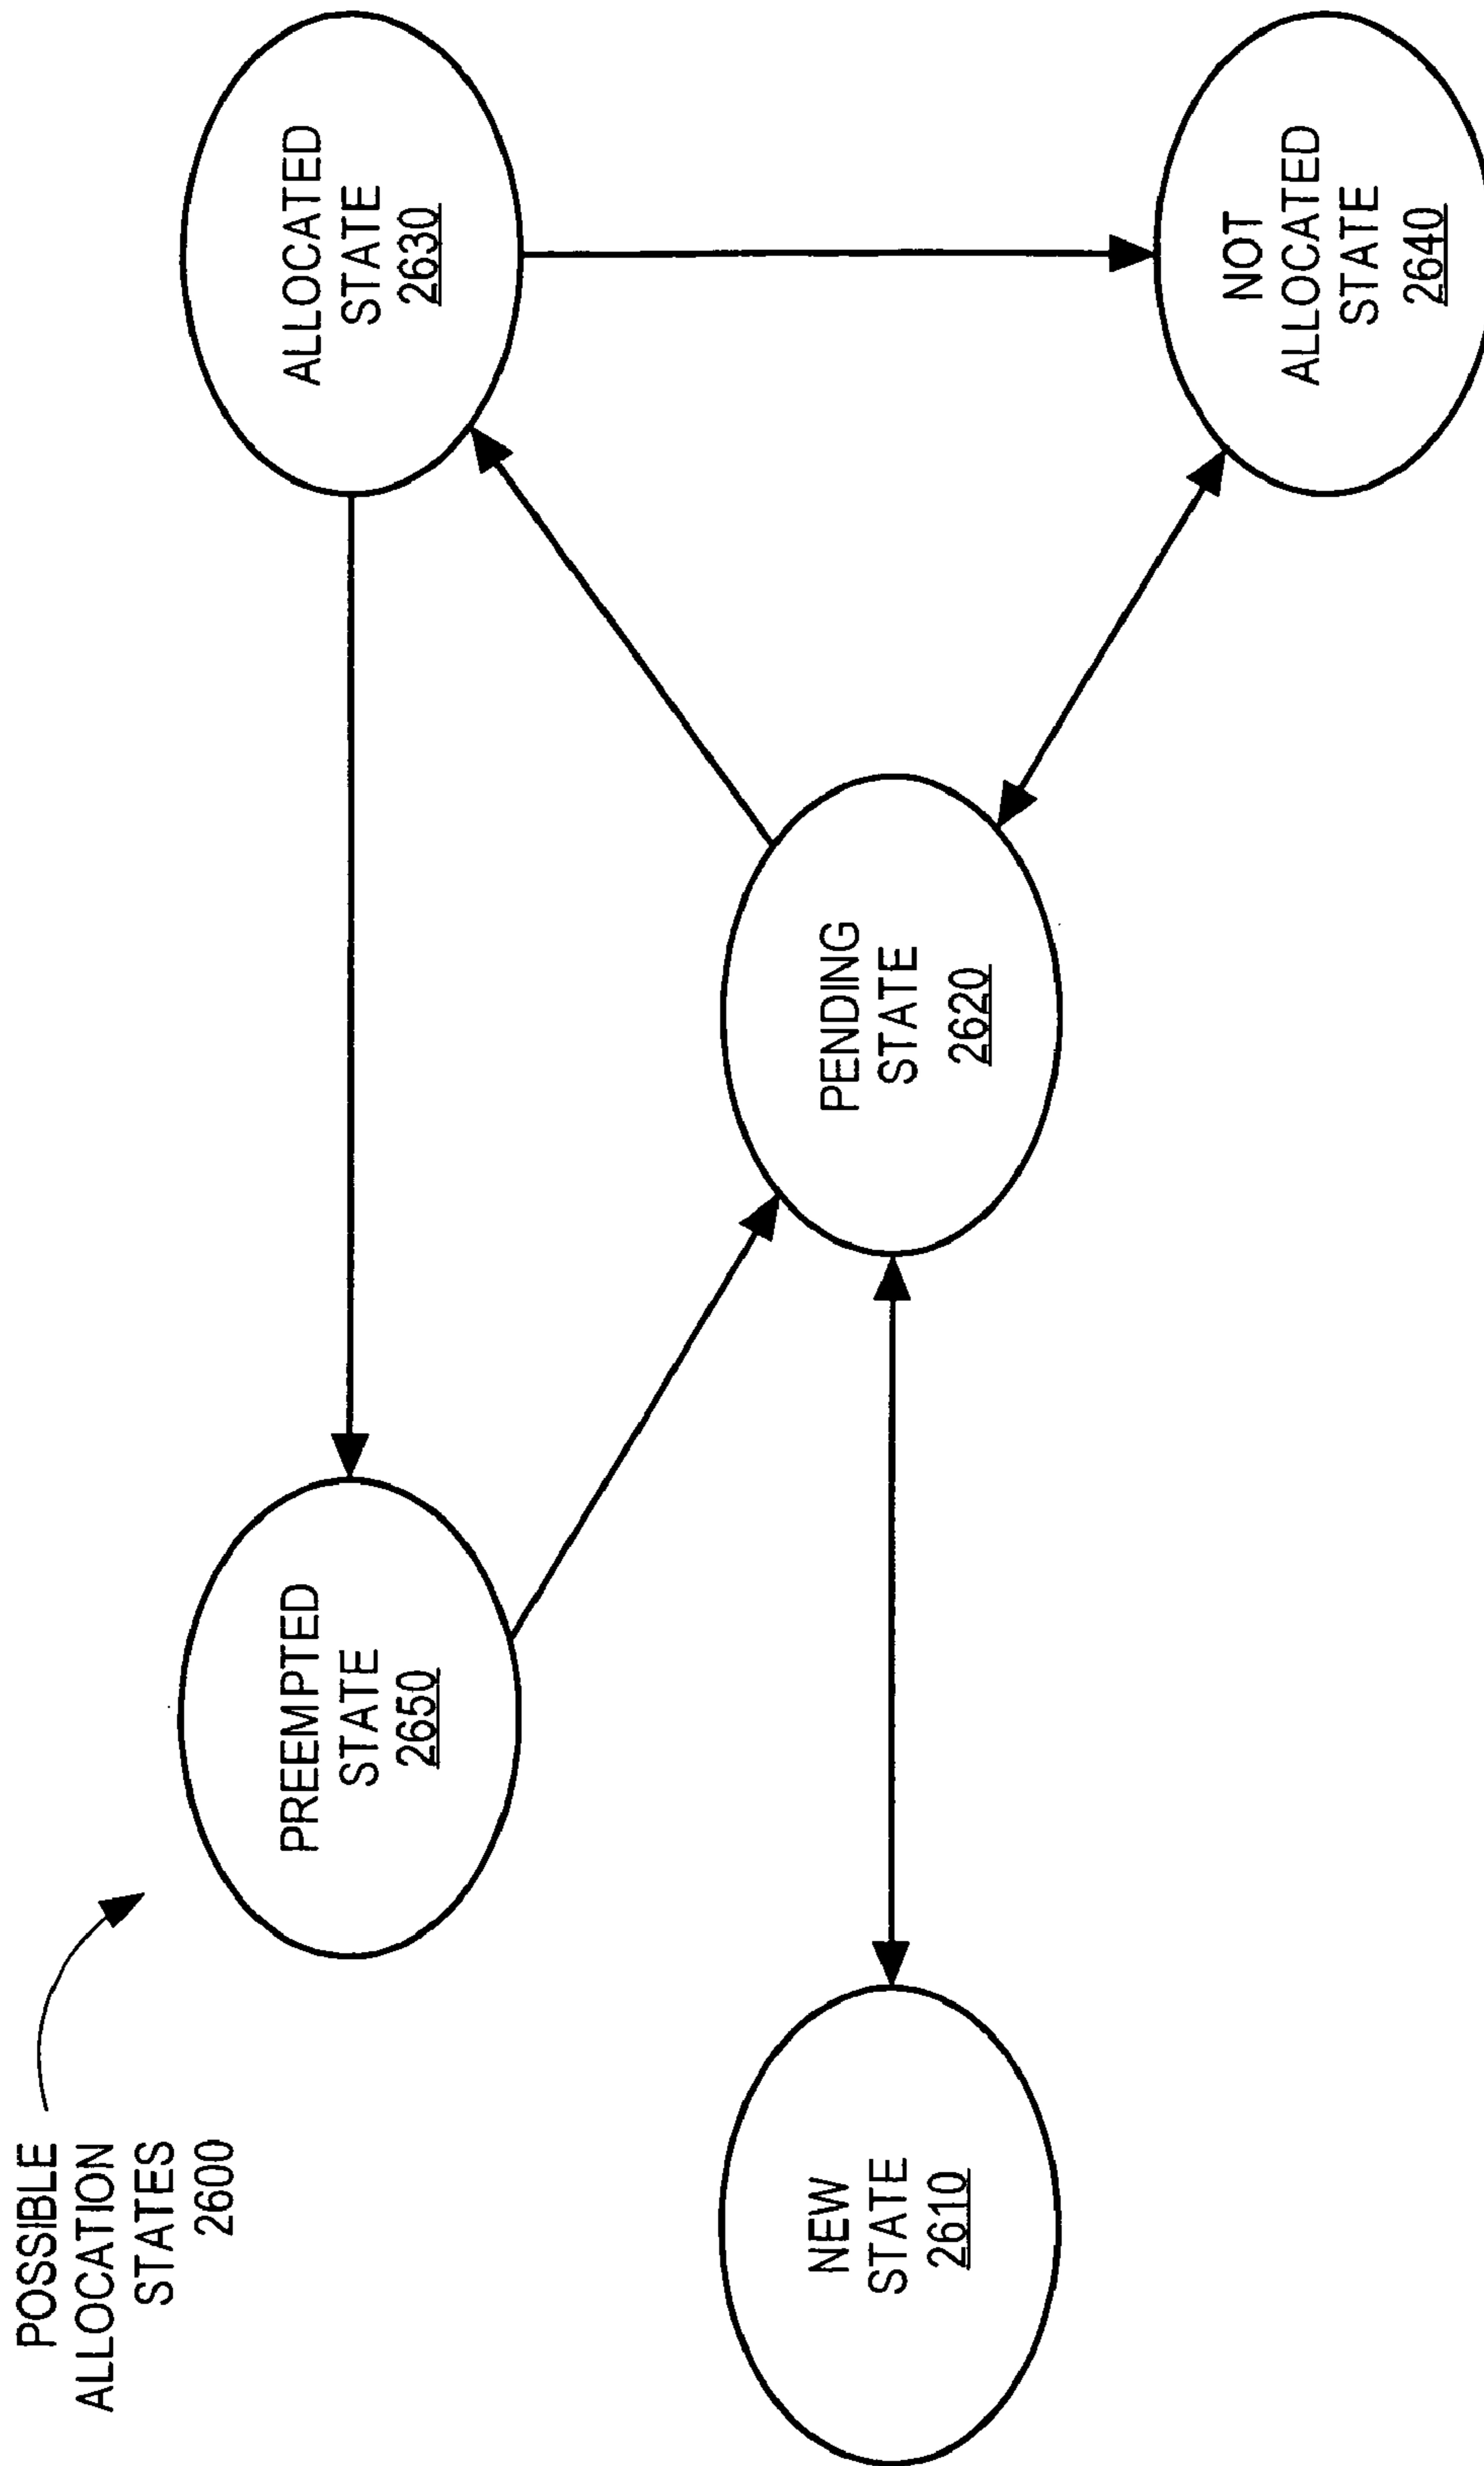 POSSIBLE
ALLOCATION
STATES
2600
PREEMPTED
STATE
2650
ALLOCATED
STATE
2630
NEW
STATE
2610
PENDING
STATE
2620
NOT
ALLOCATED
STATE
2640